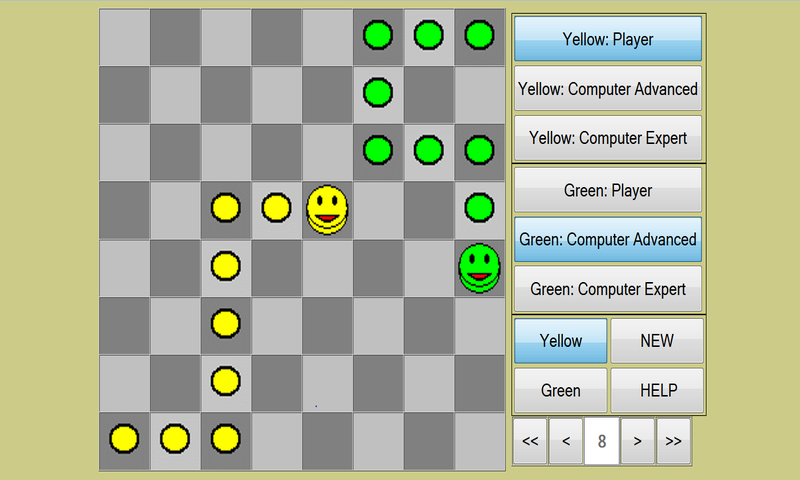 Yellow: Player
Yellow: Computer Advanced
Yellow: Computer Expert
Green: Player
Green: Computer Advanced
Green: Computer Expert
Yellow NEW
Green HELP
<< < 8 > >>